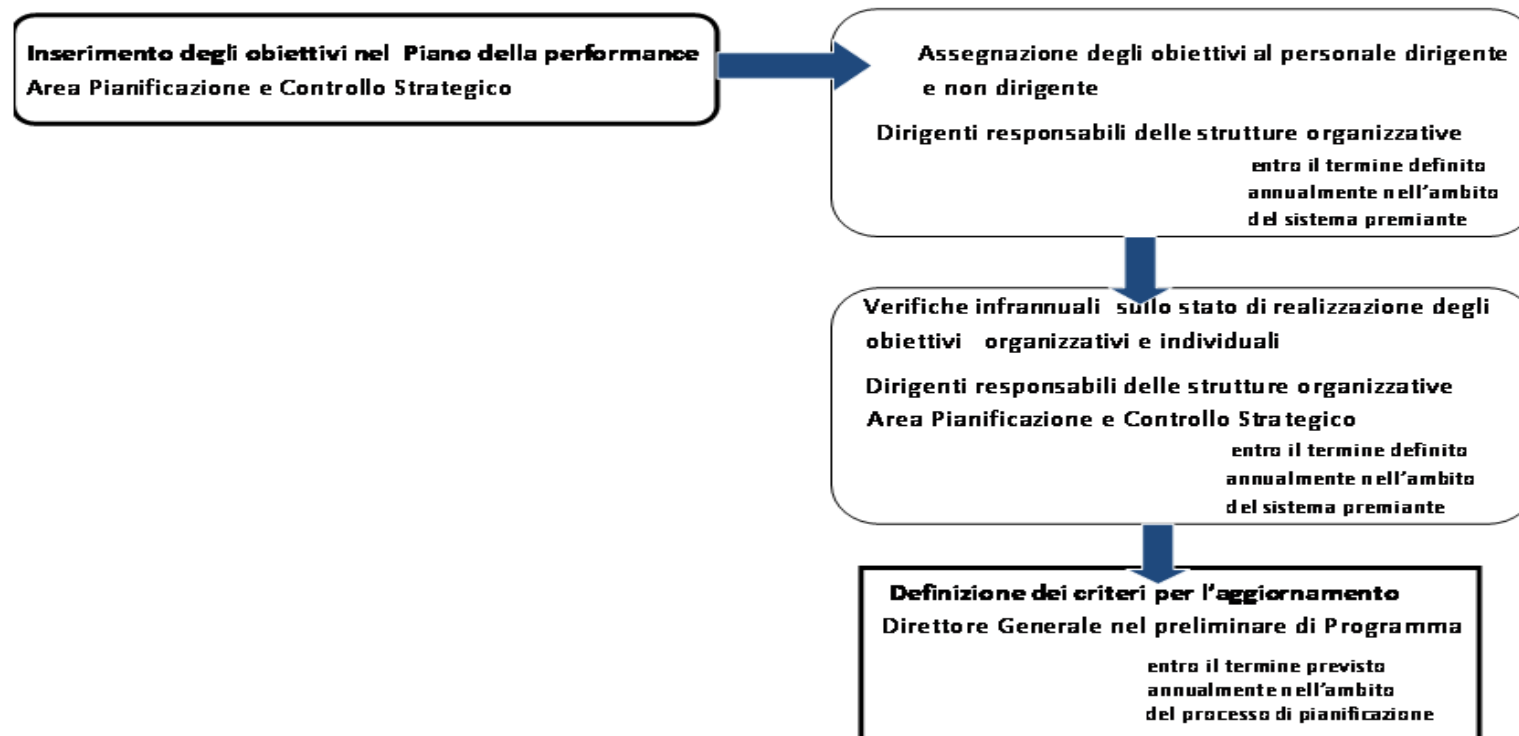 Inserimento degli obiettivi nel Piano della performance
Area Pianificazione e Controllo Strategico
Assegnazione degli obiettivi al personale dirigente
e non dirigente
Dirigenti responsabili delle strutture organizzative
entro il termine definito
annualmente nell'ambito
del sistema premiante
Verifiche infrannuali sullo stato di realizzazione degli
obiettivi organizzativi e individuali
Dirigenti responsabili delle strutture organizzative
Area Pianificazione e Controllo Strategico
entro il termine definito
annualmente nell'ambito
del sistema premiante
Definizione dei criteri per l'aggiornamento
Direttore Generale nel preliminare di Programma
entro il termine previsto
annualmente nell'ambito
del processo di pianificazione